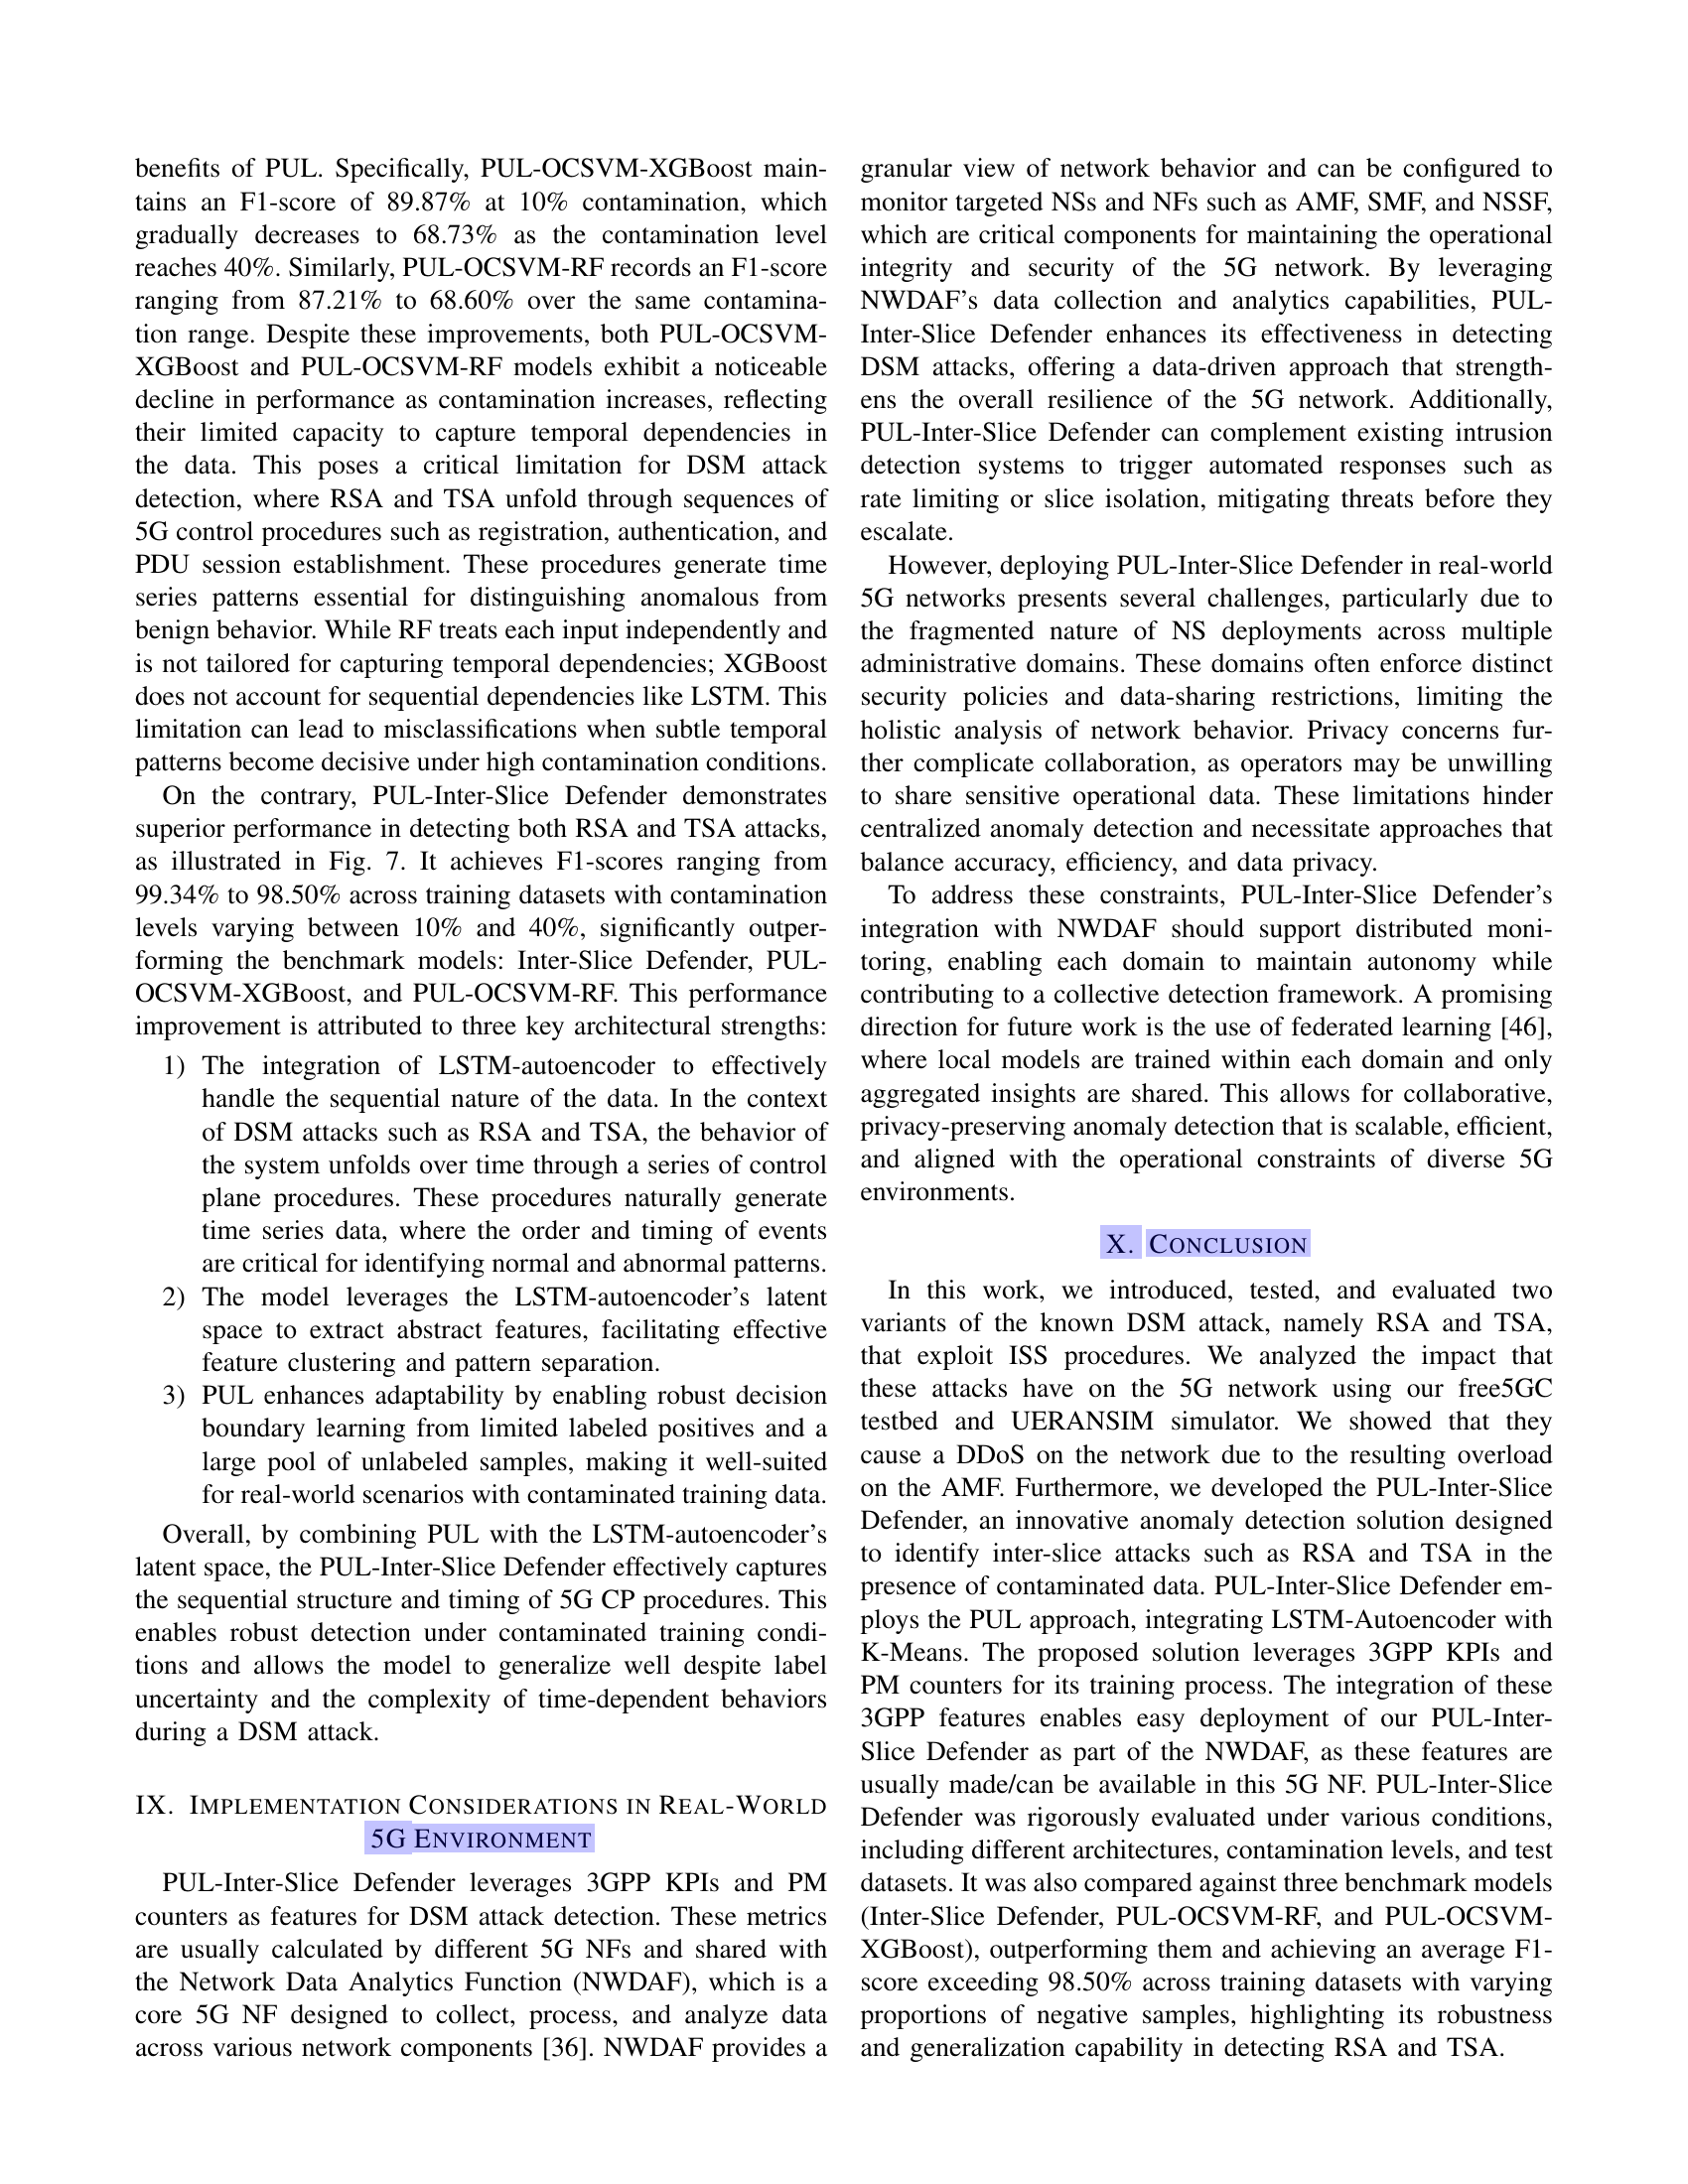 benefits of PUL. Specifically, PUL-OCSVM-XGBoost main-
tains an F1-score of 89.87% at 10% contamination, which
gradually decreases to 68.73% as the contamination level
reaches 40%. Similarly, PUL-OCSVM-RF records an F1-score
ranging from 87.21% to 68.60% over the same contamina-
tion range. Despite these improvements, both PUL-OCSVM-
XGBoost and PUL-OCSVM-RF models exhibit a noticeable
decline in performance as contamination increases, reflecting
their limited capacity to capture temporal dependencies in
the data. This poses a critical limitation for DSM attack
detection, where RSA and TSA unfold through sequences of
5G control procedures such as registration, authentication, and
PDU session establishment. These procedures generate time
series patterns essential for distinguishing anomalous from
benign behavior. While RF treats each input independently and
is not tailored for capturing temporal dependencies; XGBoost
does not account for sequential dependencies like LSTM. This
limitation can lead to misclassifications when subtle temporal
patterns become decisive under high contamination conditions.
On the contrary, PUL-Inter-Slice Defender demonstrates
superior performance in detecting both RSA and TSA attacks,
as illustrated in Fig. 7. It achieves F1-scores ranging from
99.34% to 98.50% across training datasets with contamination
levels varying between 10% and 40%, significantly outper-
forming the benchmark models: Inter-Slice Defender, PUL-
OCSVM-XGBoost, and PUL-OCSVM-RF. This performance
improvement is attributed to three key architectural strengths:
1) The integration of LSTM-autoencoder to effectively
handle the sequential nature of the data. In the context
of DSM attacks such as RSA and TSA, the behavior of
the system unfolds over time through a series of control
plane procedures. These procedures naturally generate
time series data, where the order and timing of events
are critical for identifying normal and abnormal patterns.
2) The model leverages the LSTM-autoencoder's latent
space to extract abstract features, facilitating effective
feature clustering and pattern separation.
3) PUL enhances adaptability by enabling robust decision
boundary learning from limited labeled positives and a
large pool of unlabeled samples, making it well-suited
for real-world scenarios with contaminated training data.
Overall, by combining PUL with the LSTM-autoencoder's
latent space, the PUL-Inter-Slice Defender effectively captures
the sequential structure and timing of 5G CP procedures. This
enables robust detection under contaminated training condi-
tions and allows the model to generalize well despite label
uncertainty and the complexity of time-dependent behaviors
during a DSM attack.
IX. IMPLEMENTATION CONSIDERATIONS IN REAL-WORLD
5G ENVIRONMENT
PUL-Inter-Slice Defender leverages 3GPP KPIs and PM
counters as features for DSM attack detection. These metrics
are usually calculated by different 5G NFs and shared with
the Network Data Analytics Function (NWDAF), which is a
core 5G NF designed to collect, process, and analyze data
across various network components [36]. NWDAF provides a
granular view of network behavior and can be configured to
monitor targeted NSs and NFs such as AMF, SMF, and NSSF,
which are critical components for maintaining the operational
integrity and security of the 5G network. By leveraging
NWDAF's data collection and analytics capabilities, PUL-
Inter-Slice Defender enhances its effectiveness in detecting
DSM attacks, offering a data-driven approach that strength-
ens the overall resilience of the 5G network. Additionally,
PUL-Inter-Slice Defender can complement existing intrusion
detection systems to trigger automated responses such as
rate limiting or slice isolation, mitigating threats before they
escalate.
However, deploying PUL-Inter-Slice Defender in real-world
5G networks presents several challenges, particularly due to
the fragmented nature of NS deployments across multiple
administrative domains. These domains often enforce distinct
security policies and data-sharing restrictions, limiting the
holistic analysis of network behavior. Privacy concerns fur-
ther complicate collaboration, as operators may be unwilling
to share sensitive operational data. These limitations hinder
centralized anomaly detection and necessitate approaches that
balance accuracy, efficiency, and data privacy.
To address these constraints, PUL-Inter-Slice Defender's
integration with NWDAF should support distributed moni-
toring, enabling each domain to maintain autonomy while
contributing to a collective detection framework. A promising
direction for future work is the use of federated learning [46],
where local models are trained within each domain and only
aggregated insights are shared. This allows for collaborative,
privacy-preserving anomaly detection that is scalable, efficient,
and aligned with the operational constraints of diverse 5G
environments.
X. CONCLUSION
In this work, we introduced, tested, and evaluated two
variants of the known DSM attack, namely RSA and TSA,
that exploit ISS procedures. We analyzed the impact that
these attacks have on the 5G network using our free5GC
testbed and UERANSIM simulator. We showed that they
cause a DDoS on the network due to the resulting overload
on the AMF. Furthermore, we developed the PUL-Inter-Slice
Defender, an innovative anomaly detection solution designed
to identify inter-slice attacks such as RSA and TSA in the
presence of contaminated data. PUL-Inter-Slice Defender em-
ploys the PUL approach, integrating LSTM-Autoencoder with
K-Means. The proposed solution leverages 3GPP KPIs and
PM counters for its training process. The integration of these
3GPP features enables easy deployment of our PUL-Inter-
Slice Defender as part of the NWDAF, as these features are
usually made/can be available in this 5G NF. PUL-Inter-Slice
Defender was rigorously evaluated under various conditions,
including different architectures, contamination levels, and test
datasets. It was also compared against three benchmark models
(Inter-Slice Defender, PUL-OCSVM-RF, and PUL-OCSVM-
XGBoost), outperforming them and achieving an average F1-
score exceeding 98.50% across training datasets with varying
proportions of negative samples, highlighting its robustness
and generalization capability in detecting RSA and TSA.